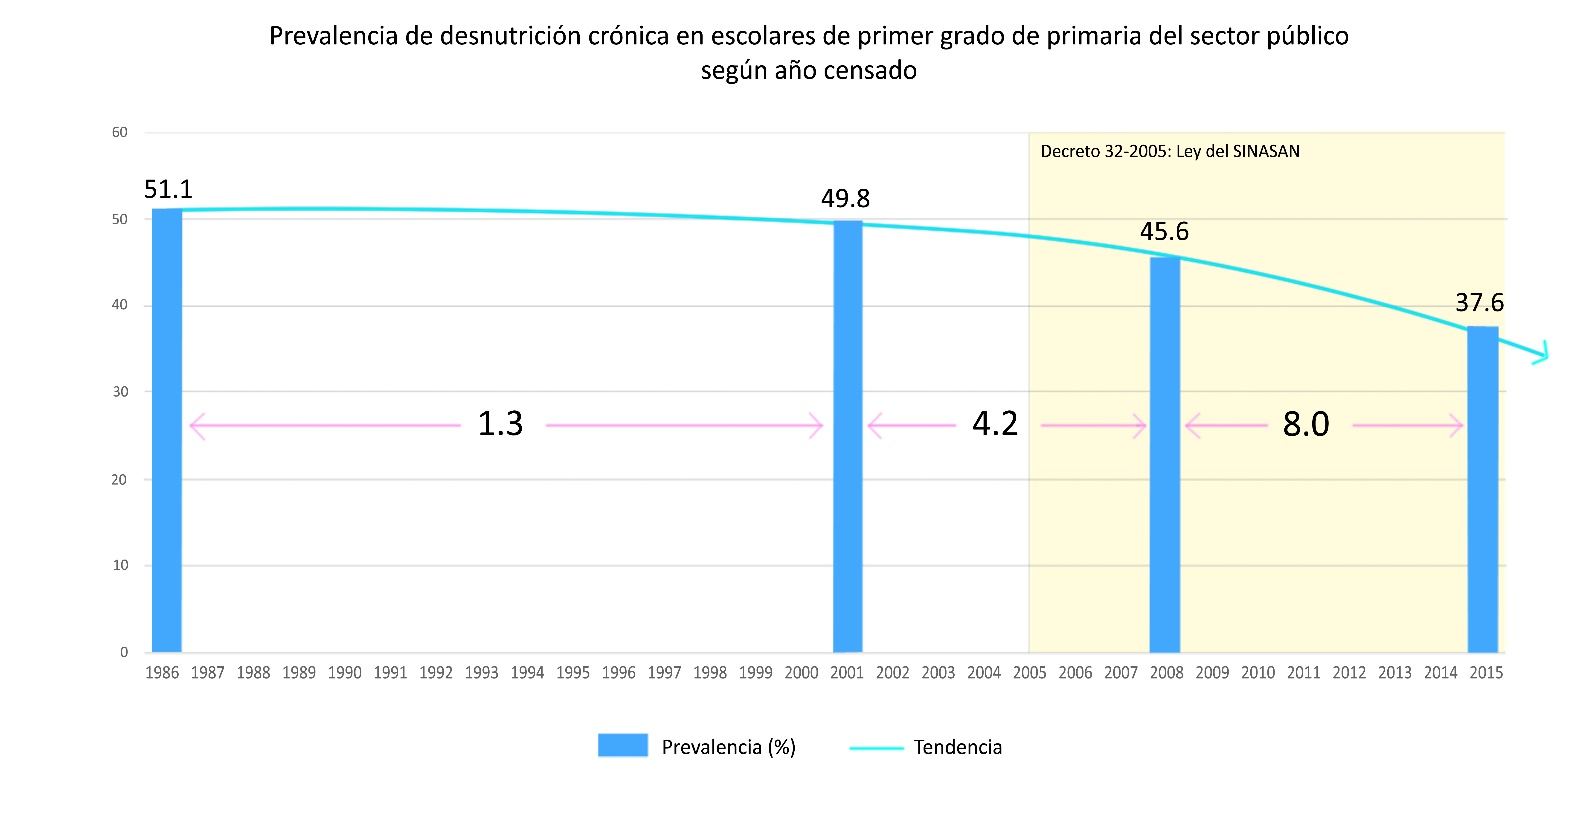 Prevalencia de desnutrición crónica en escolares de primer grado de primaria del sector público
según año censado
60
Decreto 32-2005: Ley del SINASAN
51.1
49.8
50
45.6
40
37.6
30
1.3
4.2
8.0
20
10
0
1986 1987 1988 1989 1990 1991 1992 1993 1994 1995 1996 1997 1998 1999 2000 2001 2002 2003 2004 2005 2006 2007 2008 2009 2010 2011 2012 2013 2014 2015
Prevalencia (%) Tendencia